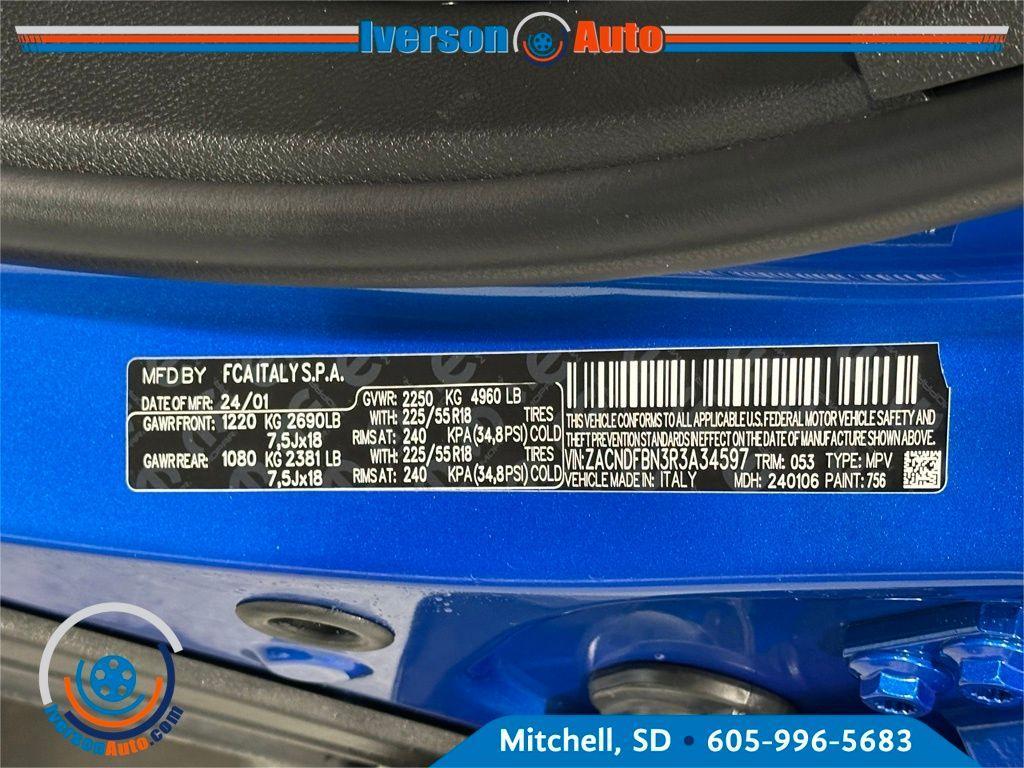 Iverson Auto
MFD BY FCA ITALY S.P.A.
DATE OF MFR: 24/01
GVWR: 2250 KG 4960 LB
GAWR FRONT: 1220 KG 2690LB WITH: 225/55 R18 TIRES
7,5Jx18 RIMS AT: 240 KPA(34,8PSI) COLD
GAWR REAR: 1080 KG 2381 LB WITH: 225/55 R18 TIRES
7,5Jx18 RIMS AT: 240 KPA(34,8PSI) COLD
THIS VEHICLE CONFORMS TO ALL APPLICABLE U.S. FEDERAL MOTOR VEHICLE SAFETY AND
THEFT PREVENTION STANDARDS IN EFFECT ON THE DATE OF MANUFACTURE SHOWN ABOVE.
VIN: ZACNDFBN3R3A34597 TRIM: 053 TYPE: MPV
VEHICLE MADE IN: ITALY MDH: 240106 PAINT: 756
IversonAuto.com
Mitchell, SD • 605-996-5683